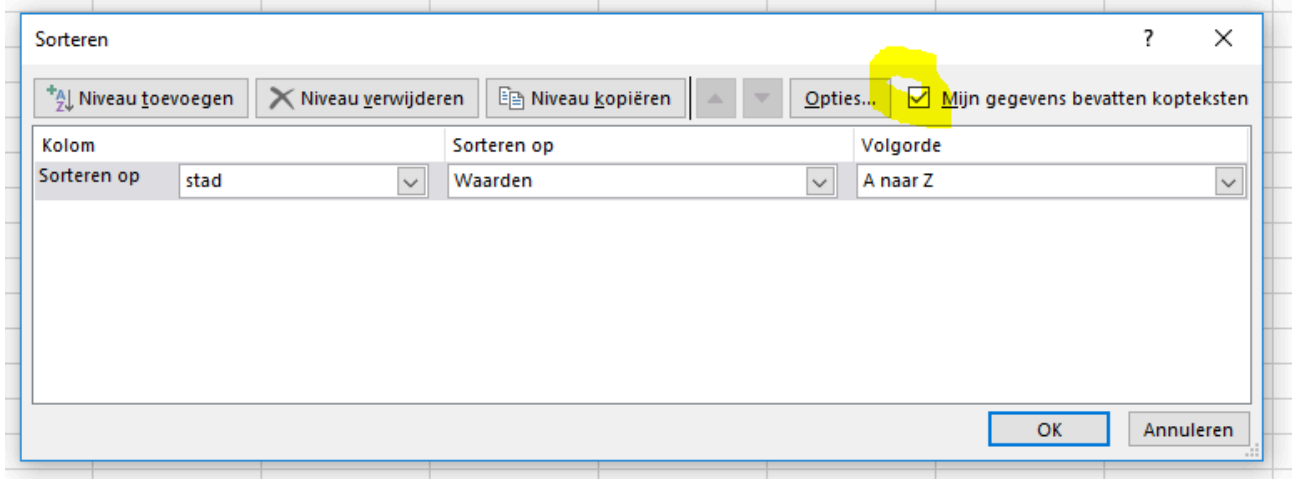 Sorteren ?
Niveau toevoegen Niveau verwijderen Niveau kopiëren Opties... Mijn gegevens bevatten kopteksten
Kolom Sorteren op Volgorde
Sorteren op stad Waarden A naar Z
OK Annuleren